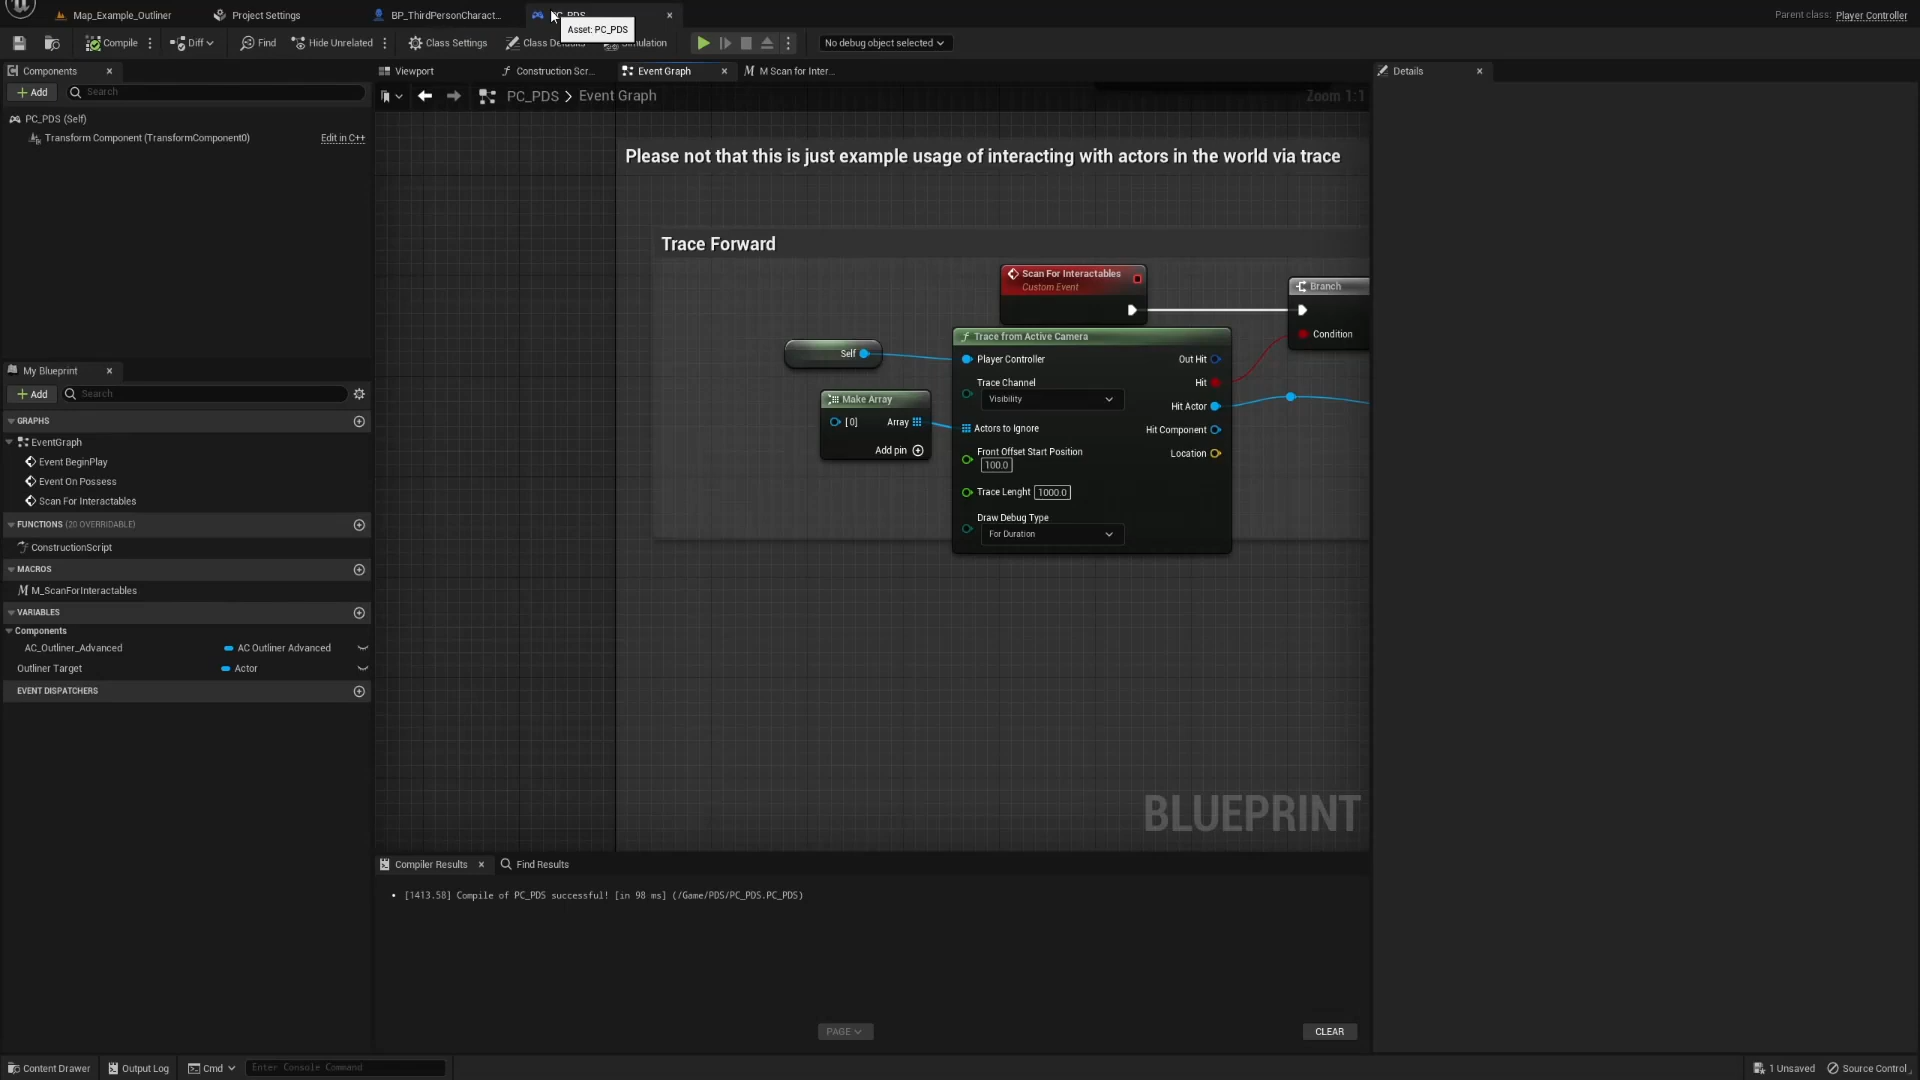 Map_Example_Outliner
Project Settings
BP_ThirdPersonCharact...
Asset: PC_PDS
Parent class: Player Controller
Compile
Diff
Find
Hide Unrelated
Class Settings
Class Defaults
Simulation
No debug object selected
Components
Viewport
Construction Scr...
Event Graph
M Scan for Inter...
Details
Add
Search
PC_PDS > Event Graph
Zoom 1:1
PC_PDS (Self)
Transform Component (TransformComponent0)
Edit in C++
Please not that this is just example usage of interacting with actors in the world via trace
Trace Forward
Scan For Interactables
Custom Event
Branch
Condition
Trace from Active Camera
Self
Player Controller
Out Hit
Trace Channel
Visibility
Hit
Hit Actor
Make Array
[0]
Array
Add pin
Actors to Ignore
Hit Component
Front Offset Start Position
100.0
Location
Trace Lenght 1000.0
Draw Debug Type
For Duration
My Blueprint
Add
Search
GRAPHS
EventGraph
Event BeginPlay
Event On Possess
Scan For Interactables
FUNCTIONS (20 OVERRIDABLE)
ConstructionScript
MACROS
M_ScanForInteractables
VARIABLES
Components
AC_Outliner_Advanced
AC Outliner Advanced
Outliner Target
Actor
EVENT DISPATCHERS
BLUEPRINT
Compiler Results
Find Results
[1413.58] Compile of PC_PDS successful! [in 98 ms] (/Game/PDS/PC_PDS.PC_PDS)
PAGE
CLEAR
Content Drawer
Output Log
Cmd
Enter Console Command
1 Unsaved
Source Control